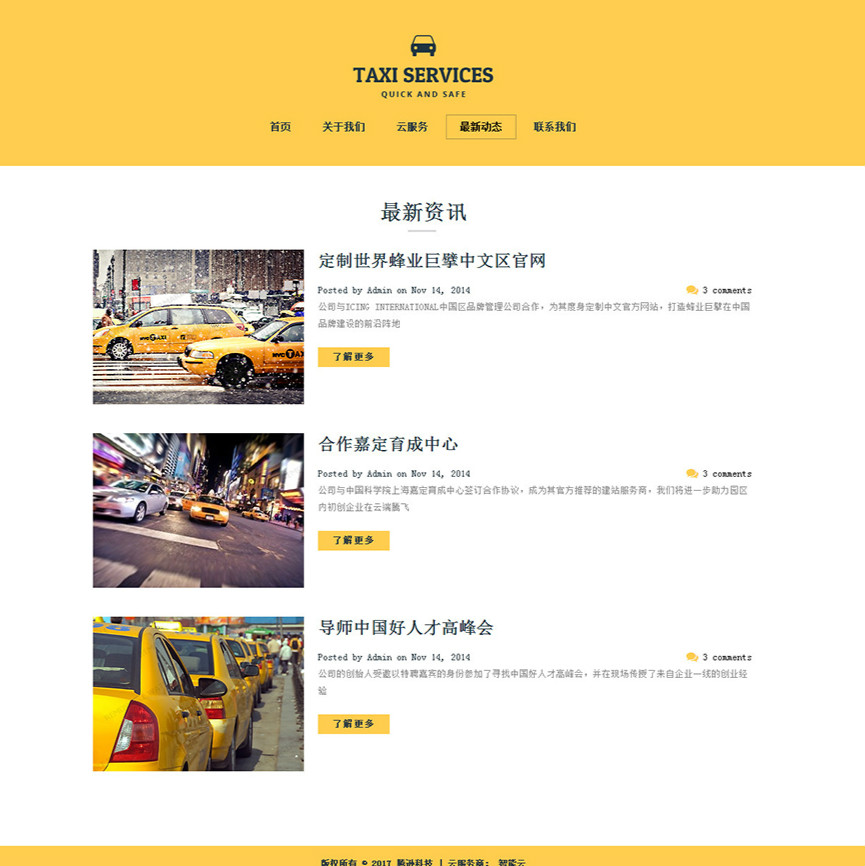 TAXI SERVICES
QUICK AND SAFE
首页 关于我们 云服务 最新动态 联系我们
最新资讯
定制世界蜂业巨擘中文区官网
Posted by Admin on Nov 14, 2014 3 comments
公司与ICING INTERNATIONAL中国区品牌管理公司合作，为其度身定制中文官方网站，打造蜂业巨擘在中国
品牌建设的前沿阵地
了解更多
合作嘉定育成中心
Posted by Admin on Nov 14, 2014 3 comments
公司与中国科学院上海嘉定育成中心签订合作协议，成为其官方推荐的建站服务商，我们将进一步助力园区
内初创企业在云端腾飞
了解更多
导师中国好人才高峰会
Posted by Admin on Nov 14, 2014 3 comments
公司的创始人受邀以特聘嘉宾的身份参加了寻找中国好人才高峰会，并在现场传授了来自企业一线的创业经
验
了解更多
版权所有 © 2017 腾逊科技 | 云服务商： 智能云